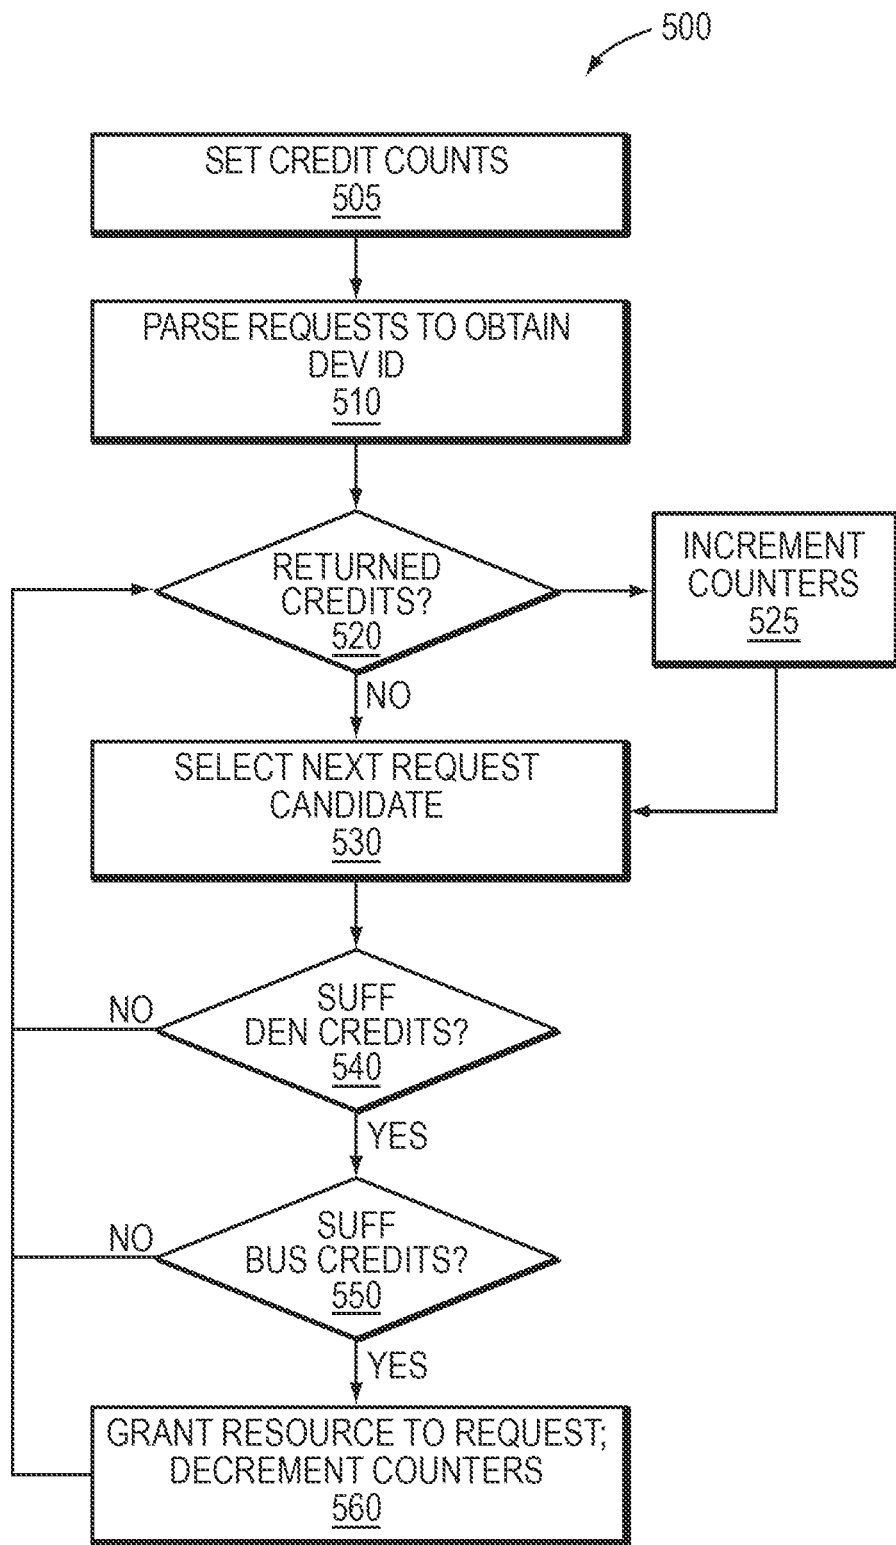 500
SET CREDIT COUNTS
505
PARSE REQUESTS TO OBTAIN
DEV ID
510
RETURNED
CREDITS?
520
INCREMENT
COUNTERS
525
NO
SELECT NEXT REQUEST
CANDIDATE
530
SUFF
DEN CREDITS?
540
NO
YES
SUFF
BUS CREDITS?
550
NO
YES
GRANT RESOURCE TO REQUEST;
DECREMENT COUNTERS
560